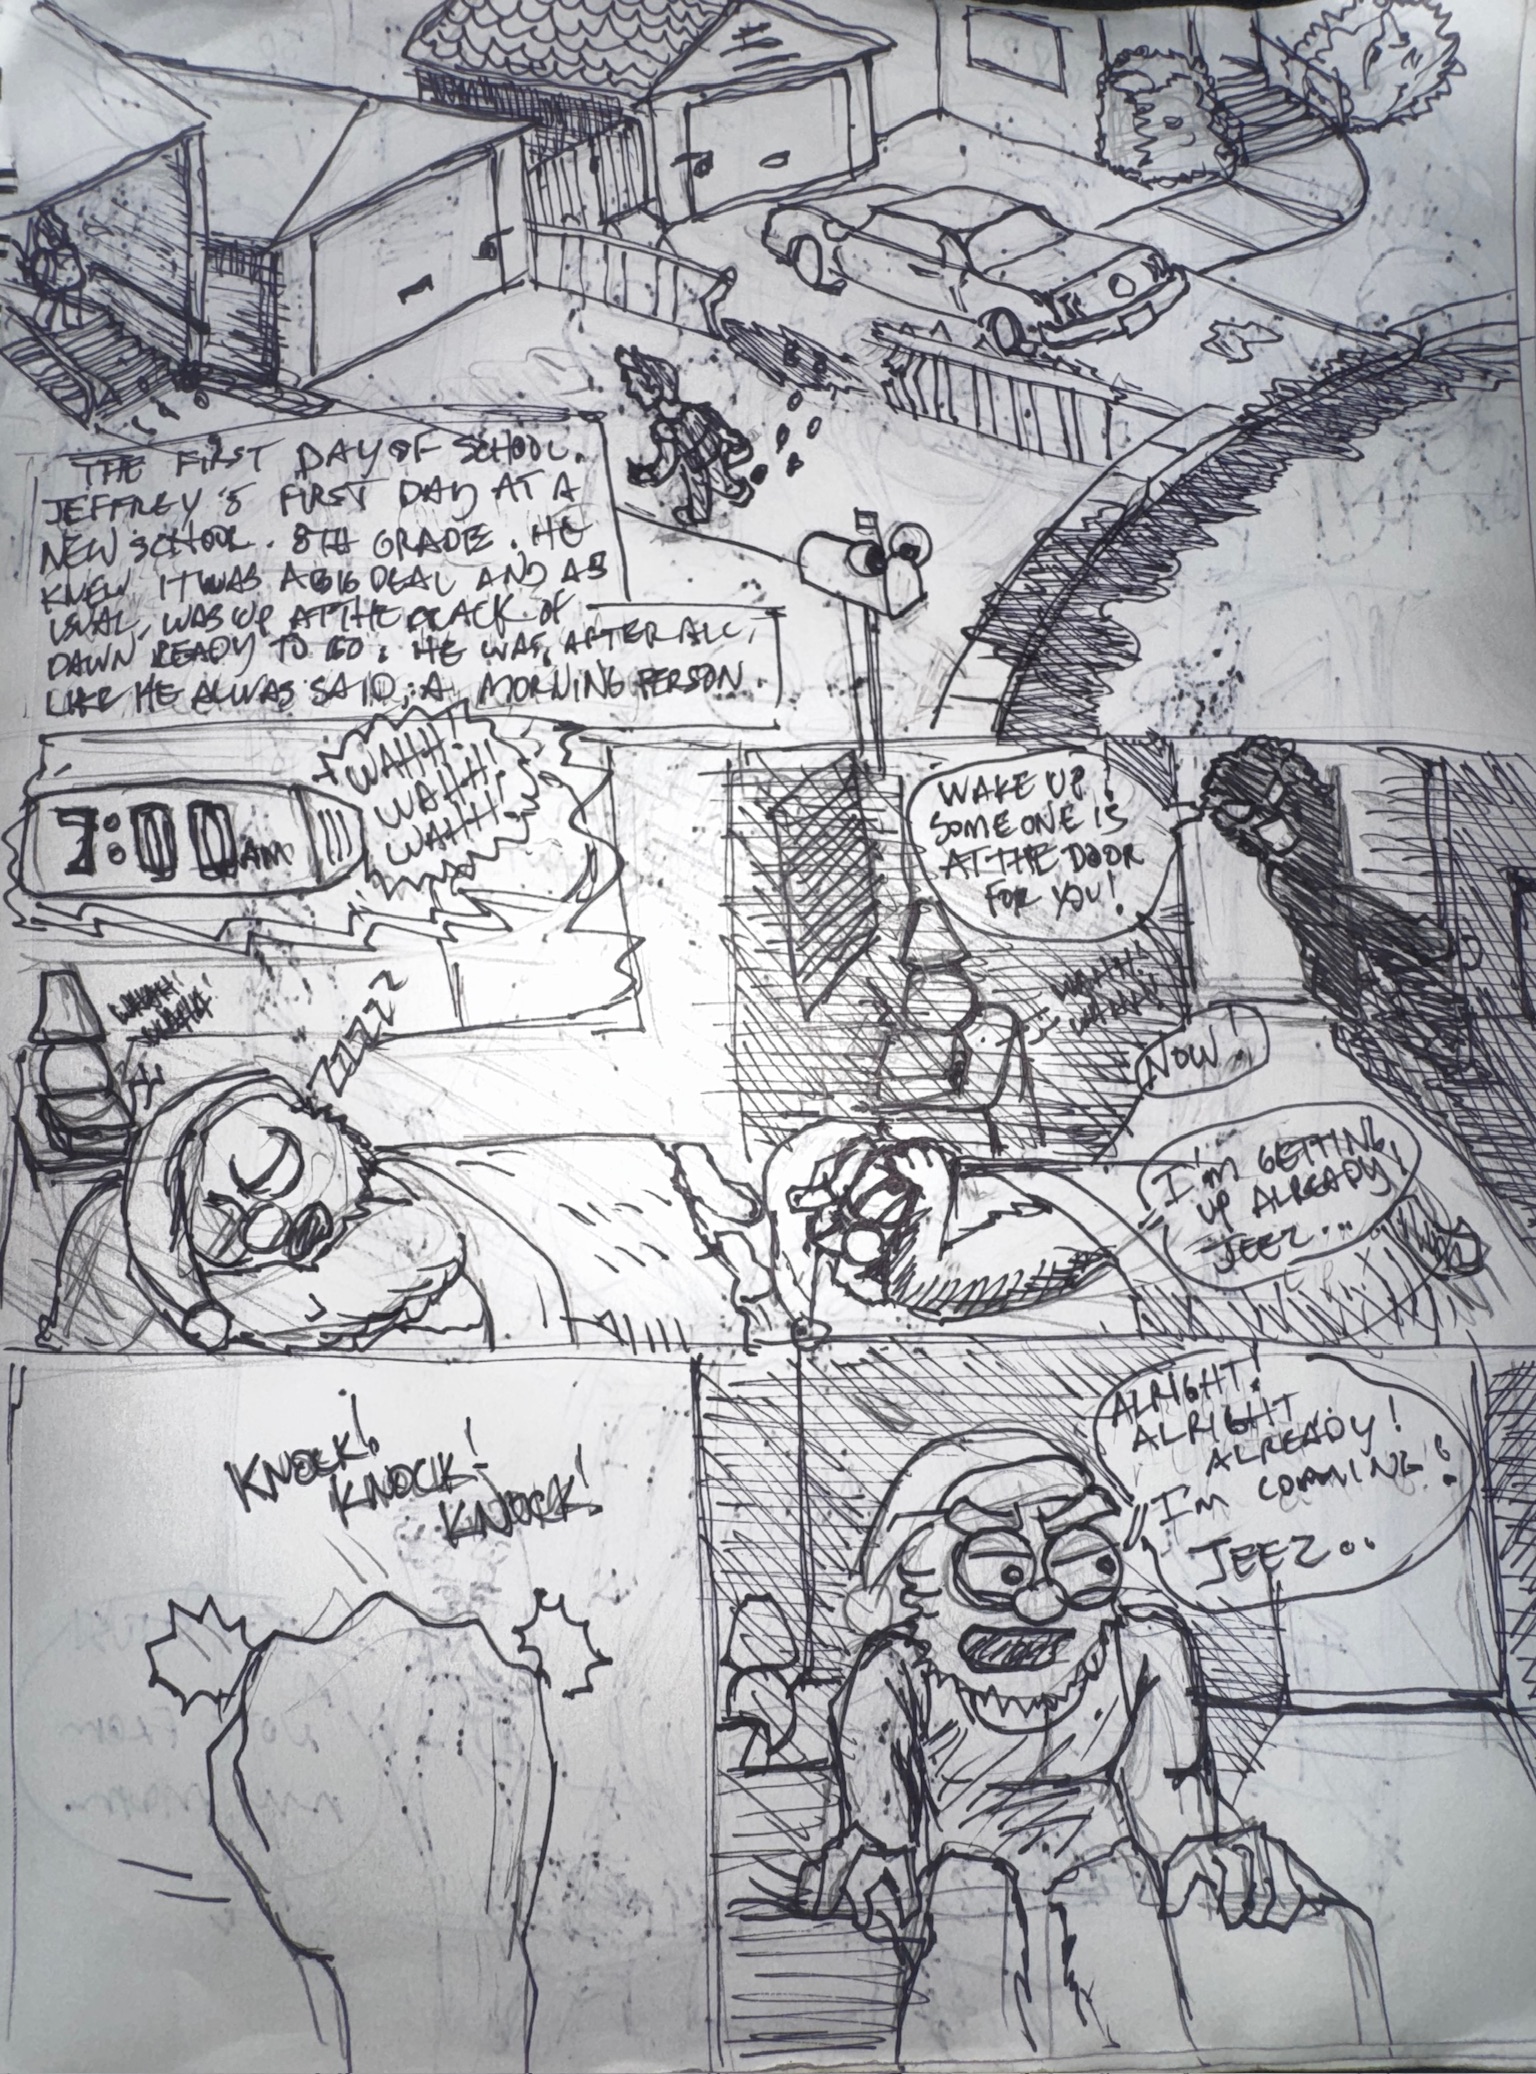 THE FIRST DAY OF SCHOOL.
JEFFREY'S FIRST DAY AT A
NEW SCHOOL. 8TH GRADE. HE
KNEW IT WAS A BIG DEAL AND AS
USUAL, WAS UP AT THE CRACK OF
DAWN READY TO GO. HE WAS, AFTER ALL,
LIKE HE ALWAS SAID, A MORNING PERSON.
7:00 AM
WAHH!
WAHH!
WAHH!
WAHH!
WAHH!
ZZZZZ
WAKE UP!
SOMEONE IS
AT THE DOOR
FOR YOU!
WAHH!
WAHH!
NOW!
I'M GETTING
UP ALREADY!
JEEZ...
KNOCK!
KNOCK!
KNOCK!
ALRIGHT!
ALRIGHT
ALREADY!
I'M COMNING!
JEEZ..